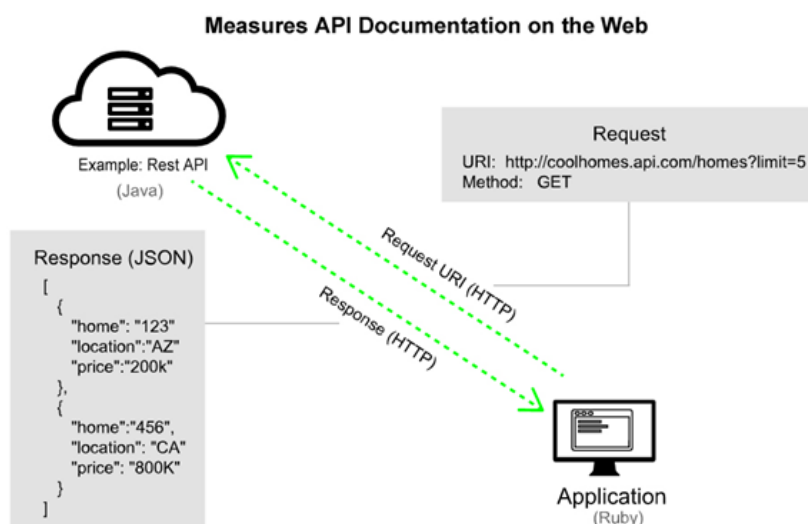 Measures API Documentation on the Web
Example: Rest API
(Java)
Request
URI: http://coolhomes.api.com/homes?limit=5
Method: GET
Request URI (HTTP)
Response (HTTP)
Response (JSON)
[
{
"home": "123"
"location":"AZ"
"price":"200k"
},
{
"home":"456",
"location": "CA"
"price": "800K"
}
]
Application
(Ruby)